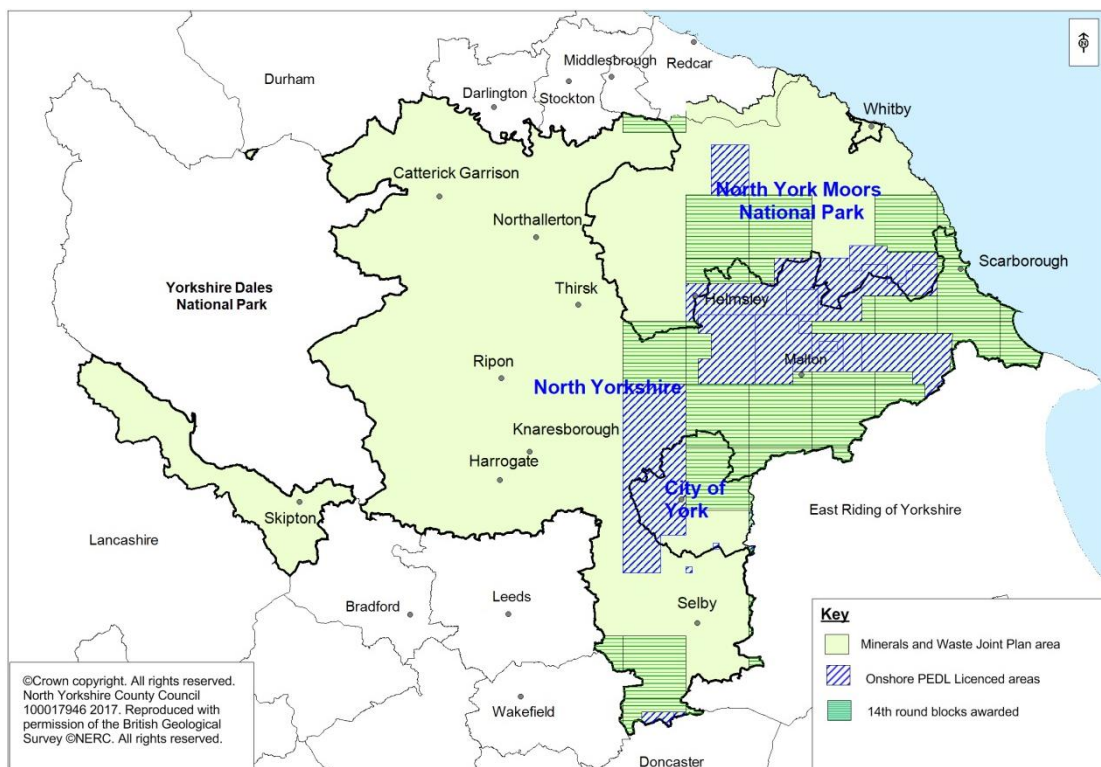 N
Redcar
Middlesbrough
Durham
Darlington
Stockton
Whitby
Catterick Garrison
North York Moors
National Park
Northallerton
Scarborough
Yorkshire Dales
National Park
Thirsk
Helmsley
Ripon
Malton
North Yorkshire
Knaresborough
Harrogate
City of
York
Skipton
East Riding of Yorkshire
Lancashire
Bradford
Leeds
Selby
Wakefield
Doncaster
Key
Minerals and Waste Joint Plan area
Onshore PEDL Licenced areas
14th round blocks awarded
©Crown copyright. All rights reserved.
North Yorkshire County Council
100017946 2017. Reproduced with
permission of the British Geological
Survey ©NERC. All rights reserved.